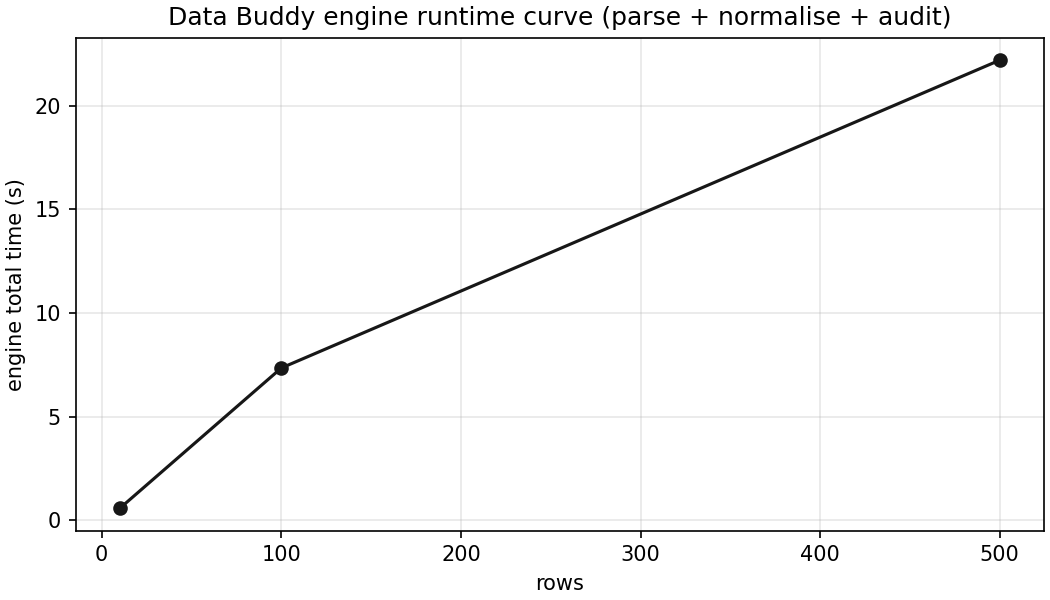 Data Buddy engine runtime curve (parse + normalise + audit)
engine total time (s)
20
15
10
5
0
0 100 200 300 400 500
rows